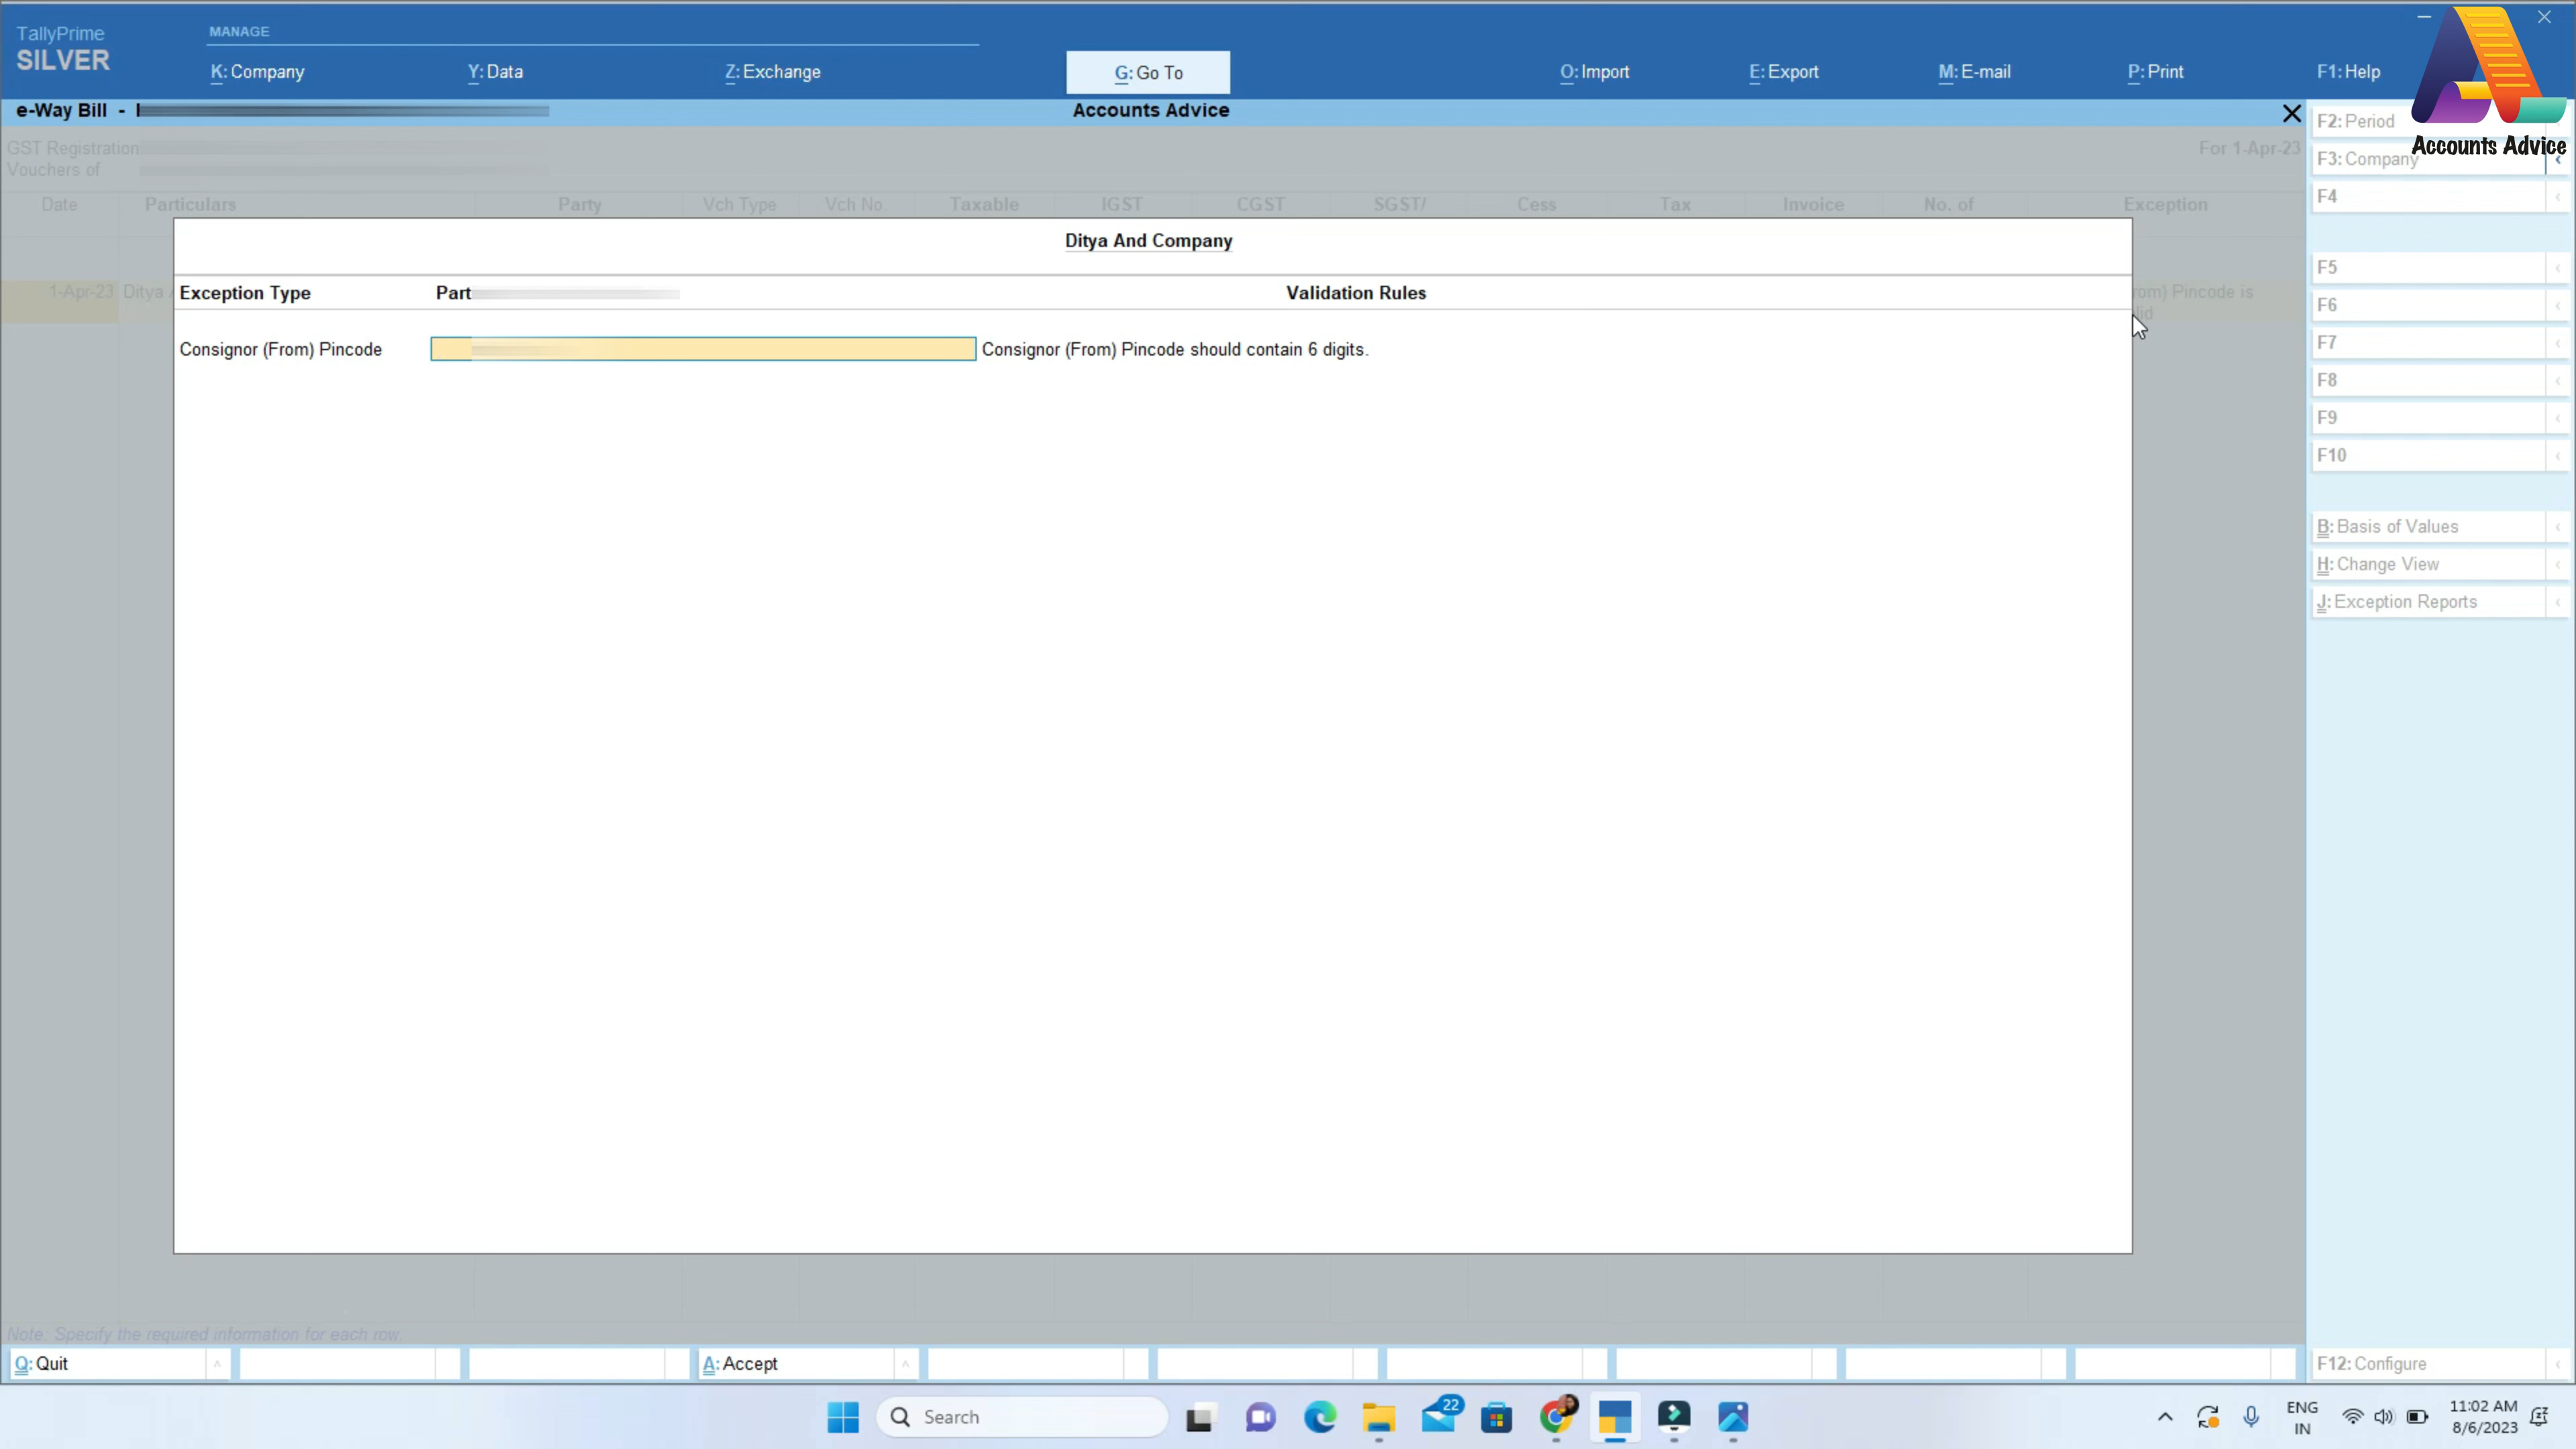 TallyPrime
SILVER
MANAGE
K: Company
Y: Data
Z: Exchange
G: Go To
O: Import
E: Export
M: E-mail
P: Print
F1: Help
Accounts Advice
e-Way Bill -
Accounts Advice
GST Registration
Vouchers of
For 1-Apr-23
Date Particulars Party Vch Type Vch No. Taxable IGST CGST SGST/ Cess Tax Invoice No. of Exception
Ditya And Company
Exception Type Part Validation Rules
1-Apr-23 Ditya
Pincode is
Consignor (From) Pincode Consignor (From) Pincode should contain 6 digits.
F2: Period
F3: Company
F4
F5
F6
F7
F8
F9
F10
B: Basis of Values
H: Change View
J: Exception Reports
F12: Configure
Note: Specify the required information for each row.
Q: Quit
A: Accept
Search
22
ENG
IN
11:02 AM
8/6/2023